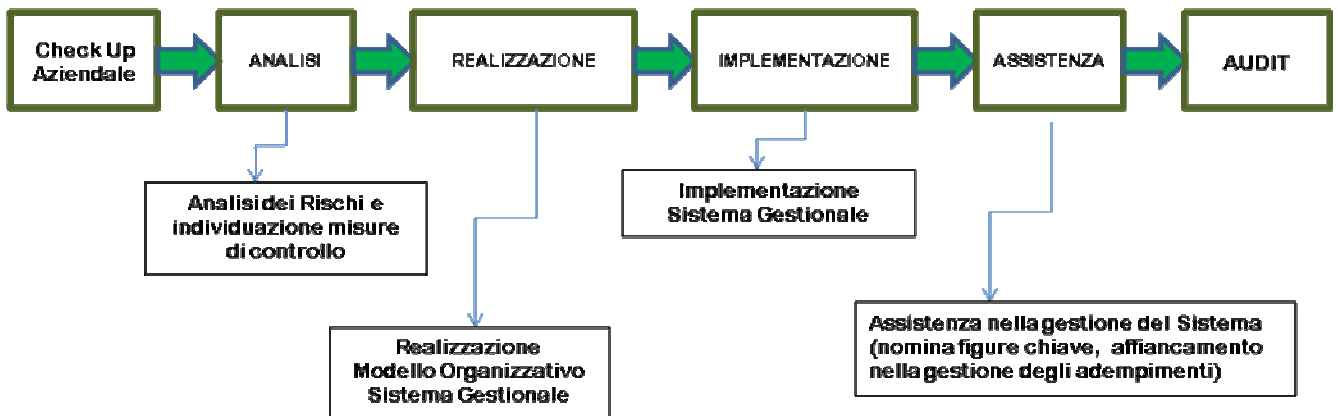 Check Up
Aziendale
ANALISI
REALIZZAZIONE
IMPLEMENTAZIONE
ASSISTENZA
AUDIT
Analisi dei Rischi e
individuazione misure
di controllo
Implementazione
Sistema Gestionale
Realizzazione
Modello Organizzativo
Sistema Gestionale
Assistenza nella gestione del Sistema
(nomina figure chiave, affiancamento
nella gestione degli adempimenti)